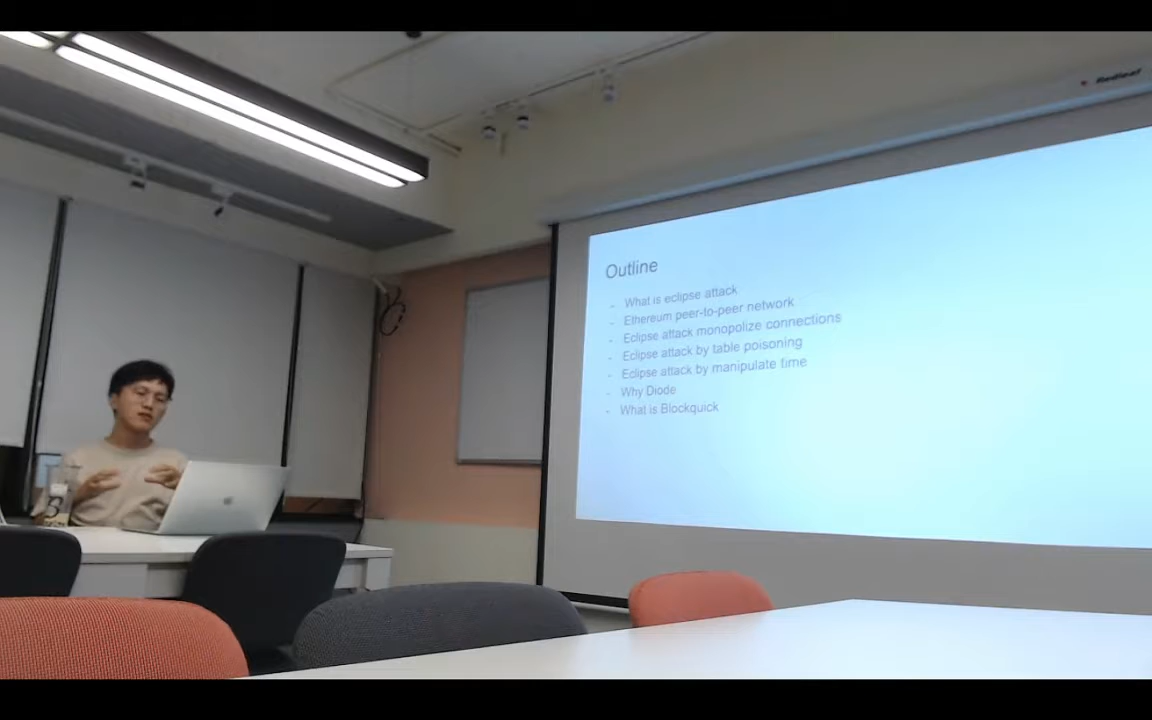 Redleaf
Outline
- What is eclipse attack
- Ethereum peer-to-peer network
- Eclipse attack monopolize connections
- Eclipse attack by table poisoning
- Eclipse attack by manipulate time
- Why Diode
- What is Blockquick